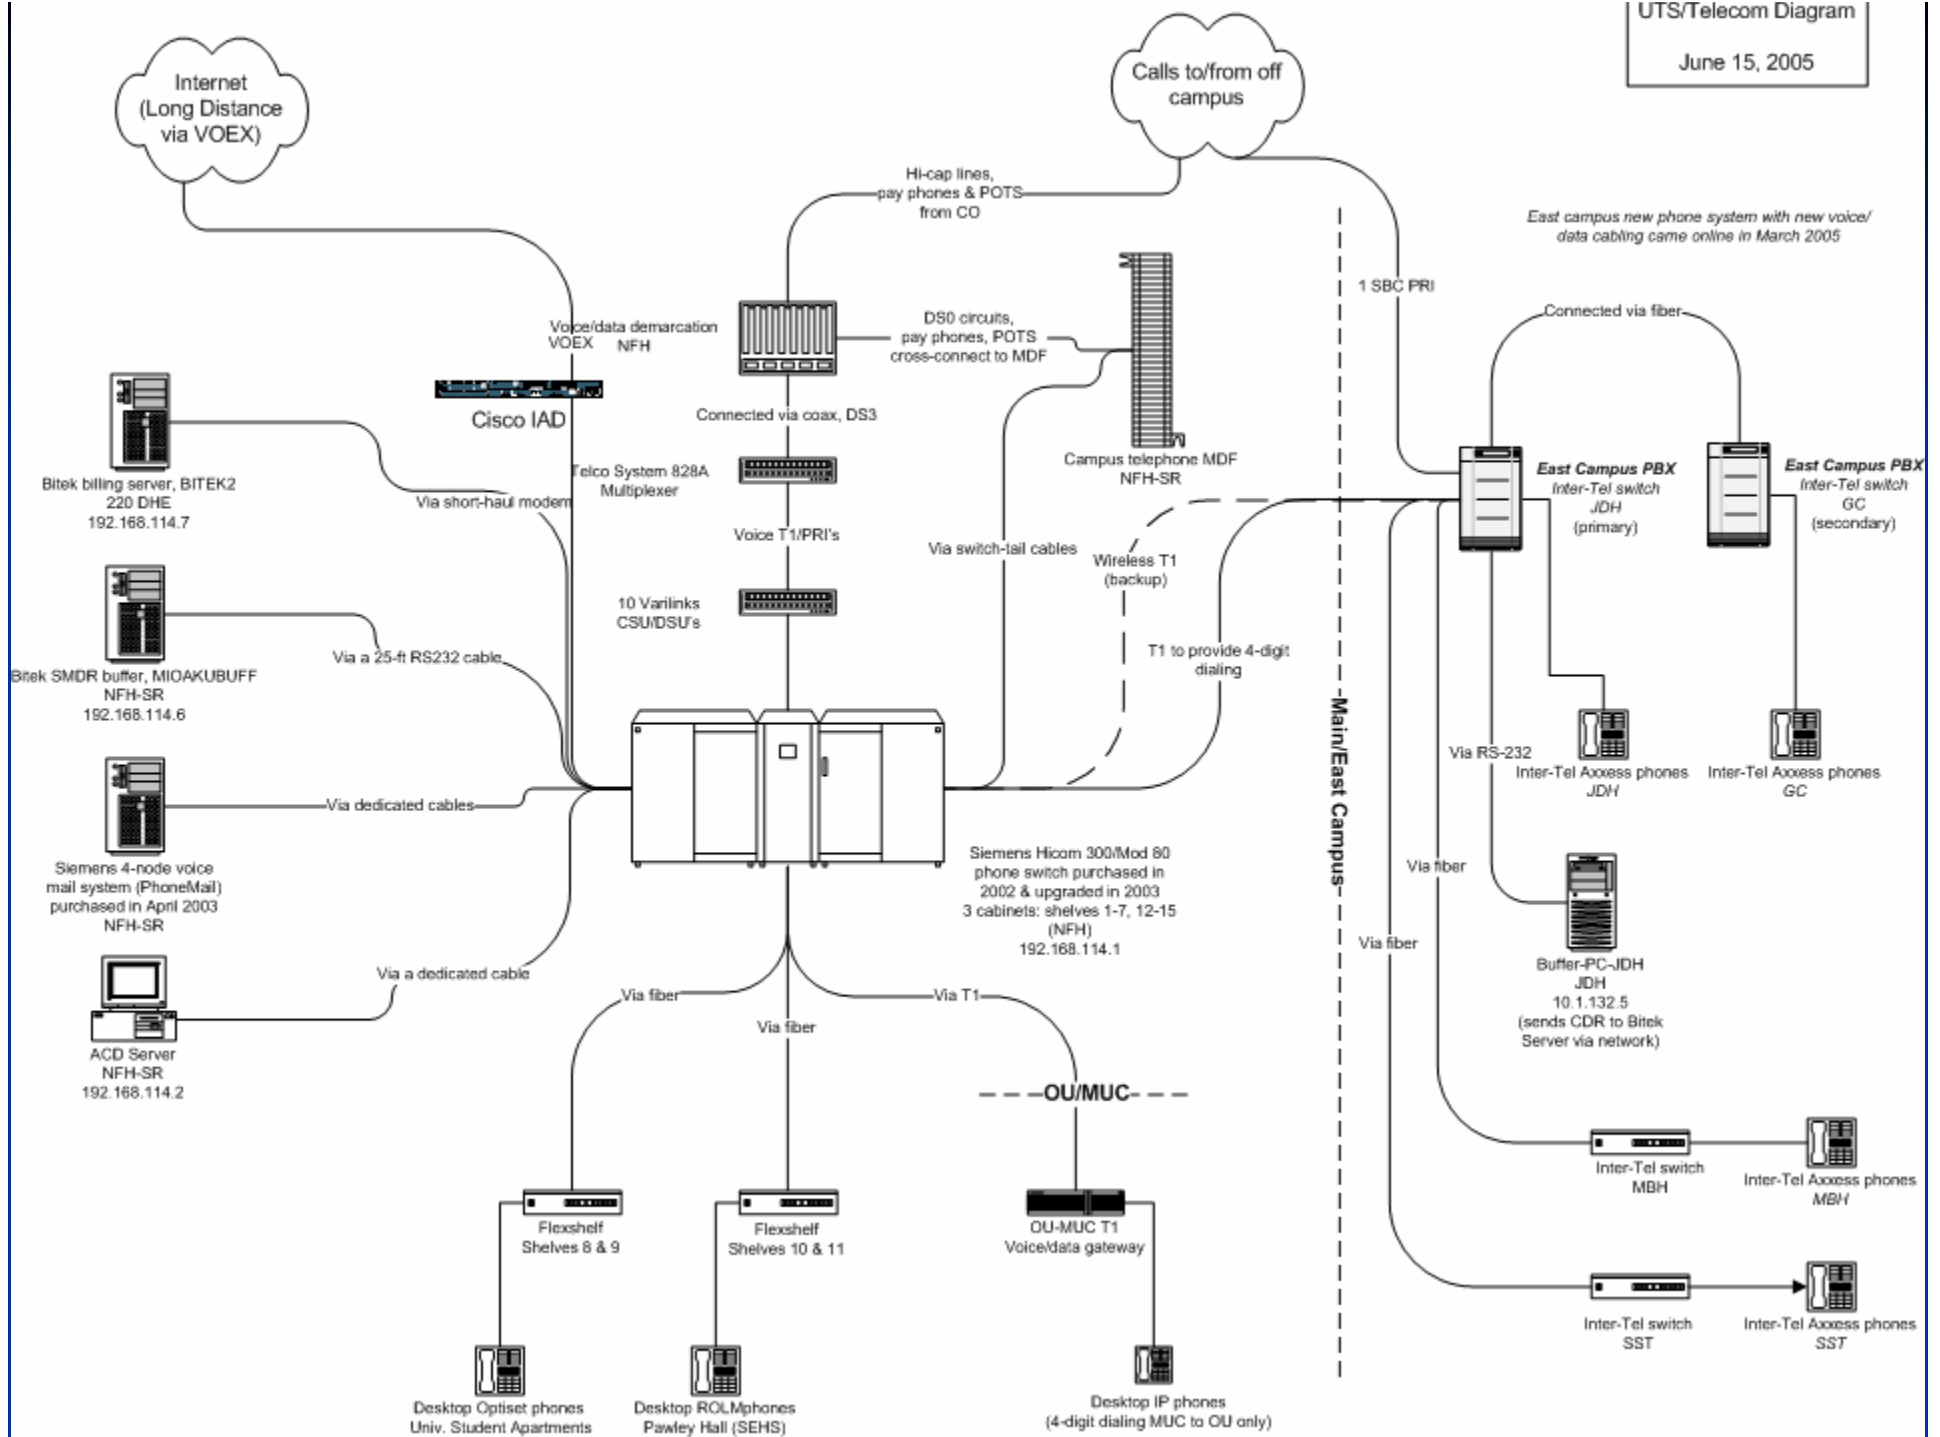 UTS/Telecom Diagram
June 15, 2005
Internet
(Long Distance
via VOEX)
Calls to/from off
campus
Hi-cap lines,
pay phones & POTS
from CO
East campus new phone system with new voice/
data cabling came online in March 2005
1 SBC PRI
Connected via fiber
Voice/data demarcation
NFH
VOEX
DS0 circuits,
pay phones, POTS
cross-connect to MDF
Cisco IAD
Connected via coax, DS3
Campus telephone MDF
NFH-SR
East Campus PBX
Inter-Tel switch
JDH
(primary)
East Campus PBX
Inter-Tel switch
GC
(secondary)
Bitek billing server, BITEK2
220 DHE
192.168.114.7
Via short-haul modem
Telco System 828A
Multiplexer
Voice T1/PRI's
Via switch-tail cables
Wireless T1
(backup)
10 Varilinks
CSU/DSU's
Via a 25-ft RS232 cable
T1 to provide 4-digit
dialing
Bitek SMDR buffer, MIOAKUBUFF
NFH-SR
192.168.114.6
Main/East Campus
Via RS-232
Inter-Tel Axxess phones
JDH
Inter-Tel Axxess phones
GC
Via dedicated cables
Siemens 4-node voice
mail system (PhoneMail)
purchased in April 2003
NFH-SR
Siemens Hicom 300/Mod 80
phone switch purchased in
2002 & upgraded in 2003
3 cabinets: shelves 1-7, 12-15
(NFH)
192.168.114.1
Via fiber
Via fiber
Buffer-PC-JDH
JDH
10.1.132.5
(sends CDR to Bitek
Server via network)
Via a dedicated cable
ACD Server
NFH-SR
192.168.114.2
Via fiber
Via fiber
Via T1
OU/MUC
Inter-Tel switch
MBH
Inter-Tel Axxess phones
MBH
Flexshelf
Shelves 8 & 9
Flexshelf
Shelves 10 & 11
OU-MUC T1
Voice/data gateway
Inter-Tel switch
SST
Inter-Tel Axxess phones
SST
Desktop Optiset phones
Univ. Student Apartments
Desktop ROLMphones
Pawley Hall (SEHS)
Desktop IP phones
(4-digit dialing MUC to OU only)